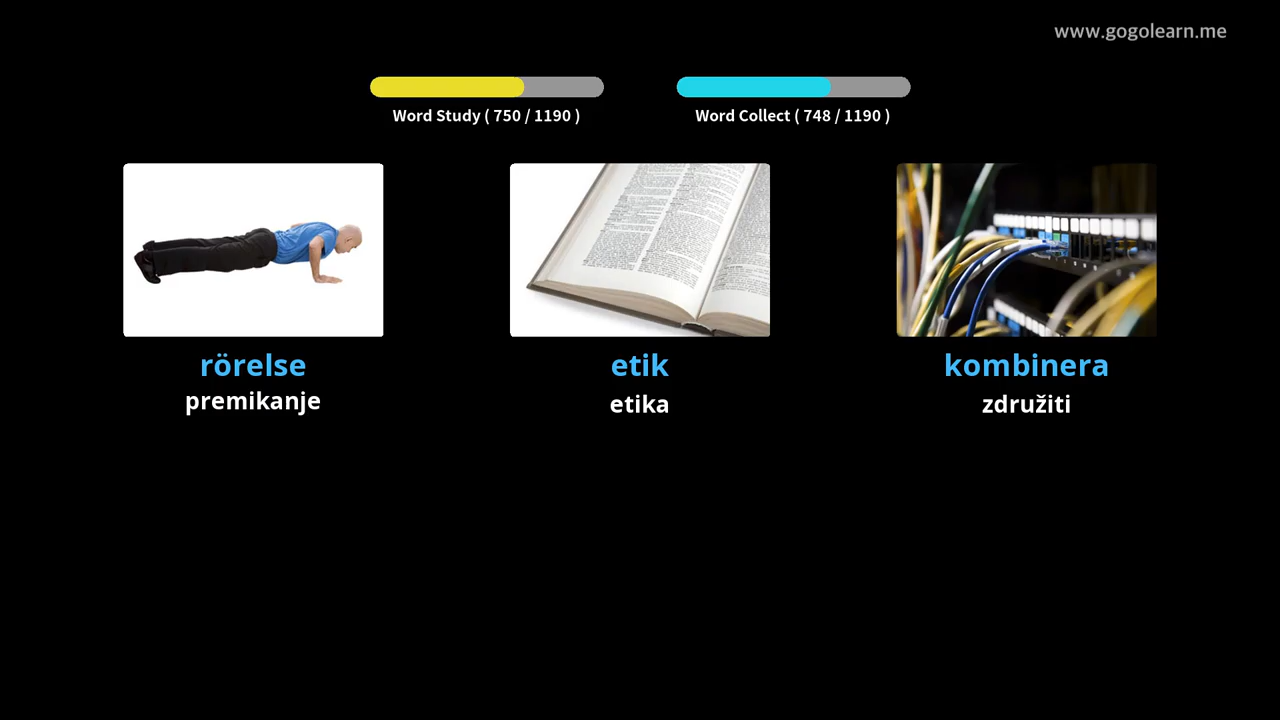 www.gogolearn.me
Word Study ( 750 / 1190 )
Word Collect ( 748 / 1190 )
rörelse
premikanje
etik
etika
kombinera
združiti